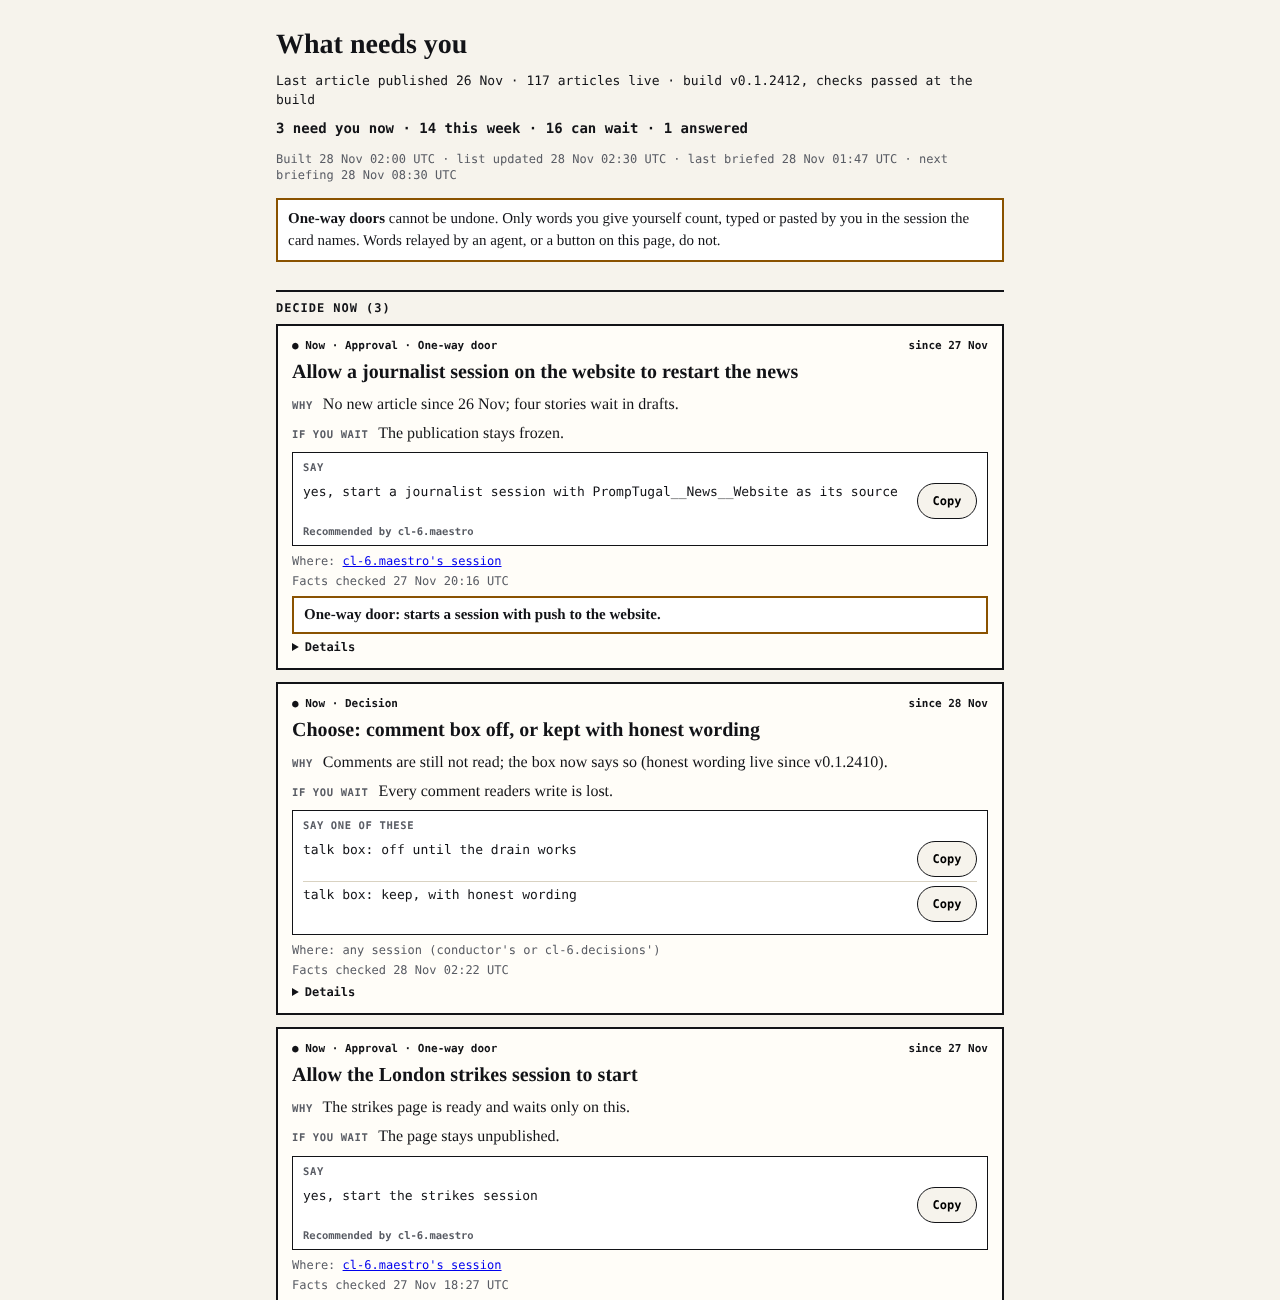 What needs you
Last article published 26 Nov · 117 articles live · build v0.1.2412, checks passed at the
build
3 need you now · 14 this week · 16 can wait · 1 answered
Built 28 Nov 02:00 UTC · list updated 28 Nov 02:30 UTC · last briefed 28 Nov 01:47 UTC · next
briefing 28 Nov 08:30 UTC
One-way doors cannot be undone. Only words you give yourself count, typed or pasted by you in the session the
card names. Words relayed by an agent, or a button on this page, do not.
DECIDE NOW (3)
● Now · Approval · One-way door since 27 Nov
Allow a journalist session on the website to restart the news
WHY No new article since 26 Nov; four stories wait in drafts.
IF YOU WAIT The publication stays frozen.
SAY
yes, start a journalist session with PrompTugal__News__Website as its source Copy
Recommended by cl-6.maestro
Where: cl-6.maestro's session
Facts checked 27 Nov 20:16 UTC
One-way door: starts a session with push to the website.
▶ Details
● Now · Decision since 28 Nov
Choose: comment box off, or kept with honest wording
WHY Comments are still not read; the box now says so (honest wording live since v0.1.2410).
IF YOU WAIT Every comment readers write is lost.
SAY ONE OF THESE
talk box: off until the drain works Copy
talk box: keep, with honest wording Copy
Where: any session (conductor's or cl-6.decisions')
Facts checked 28 Nov 02:22 UTC
▶ Details
● Now · Approval · One-way door since 27 Nov
Allow the London strikes session to start
WHY The strikes page is ready and waits only on this.
IF YOU WAIT The page stays unpublished.
SAY
yes, start the strikes session Copy
Recommended by cl-6.maestro
Where: cl-6.maestro's session
Facts checked 27 Nov 18:27 UTC